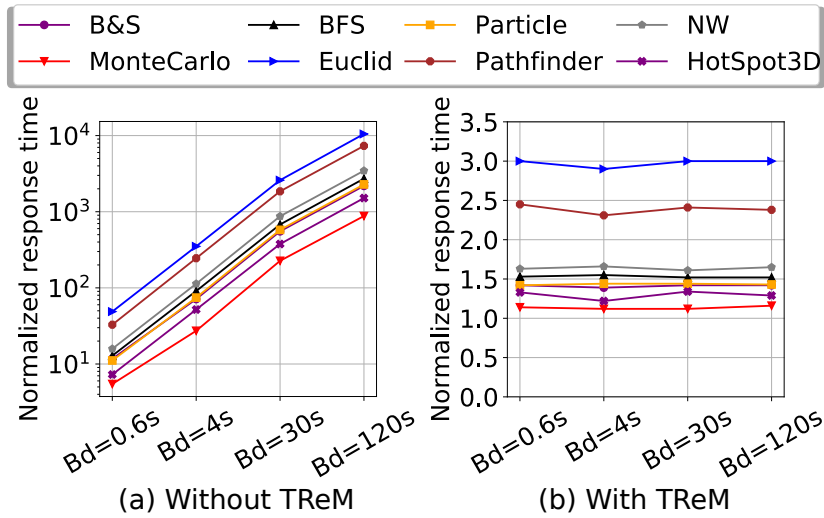 B&S BFS Particle NW
MonteCarlo Euclid Pathfinder HotSpot3D
Normalized response time
10^4
10^3
10^2
10^1
Bd=0.6s Bd=4s Bd=30s Bd=120s
(a) Without TReM
Normalized response time
3.5
3.0
2.5
2.0
1.5
1.0
0.5
0.0
Bd=0.6s Bd=4s Bd=30s Bd=120s
(b) With TReM